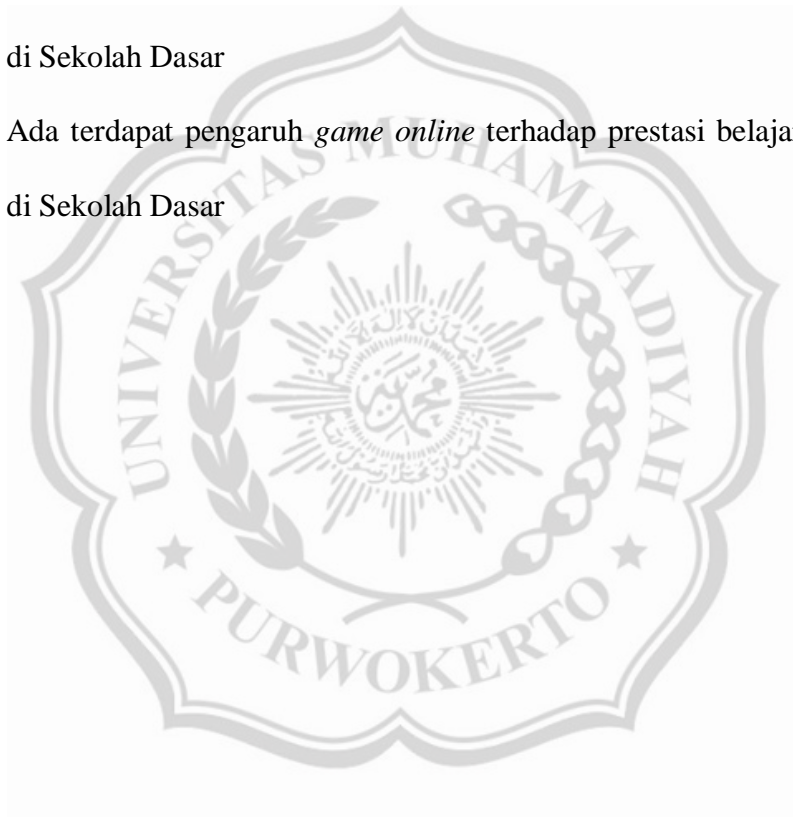 di Sekolah Dasar
Ada terdapat pengaruh game online terhadap prestasi belaja
di Sekolah Dasar
UNIVERSITAS MUHAMMADIYAH
PURWOKERTO